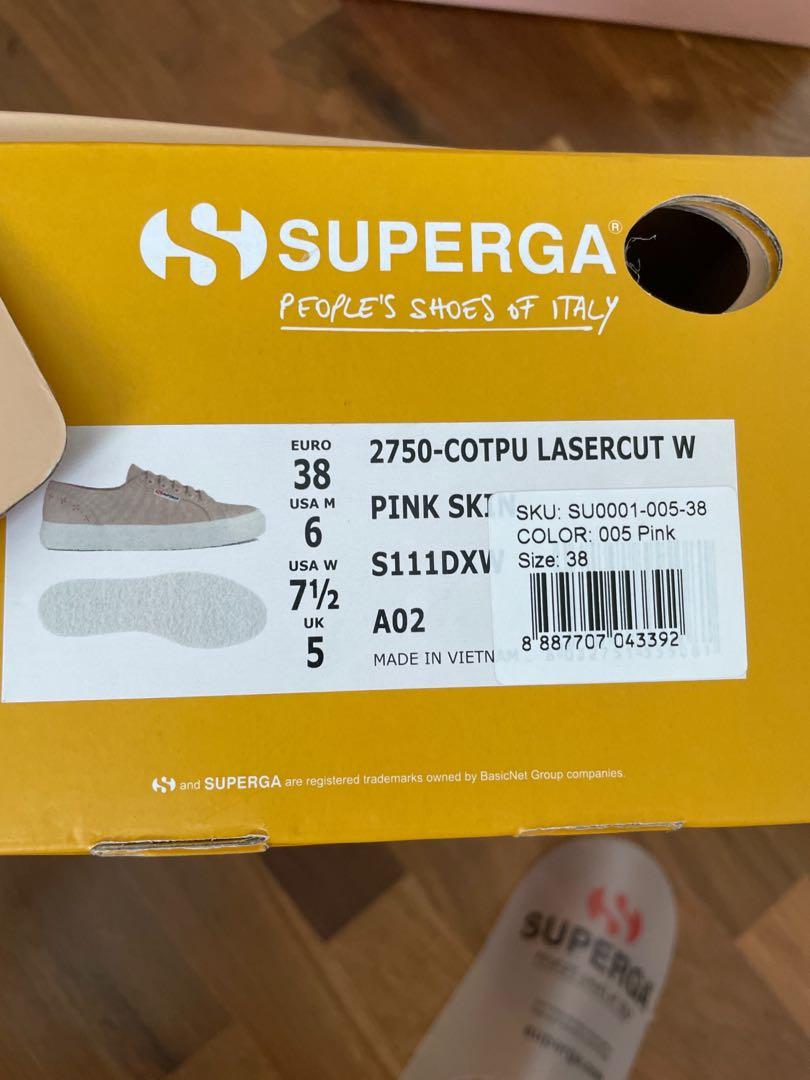 SUPERGA®
PEOPLE'S SHOES OF ITALY
EURO
38
USA M
6
USA W
7½
UK
5
2750-COTPU LASERCUT W
PINK SKIN
S111DXW
A02
MADE IN VIETNAM
SKU: SU0001-005-38
COLOR: 005 Pink
Size: 38
8 887707 043392
and SUPERGA are registered trademarks owned by BasicNet Group companies.
SUPERGA